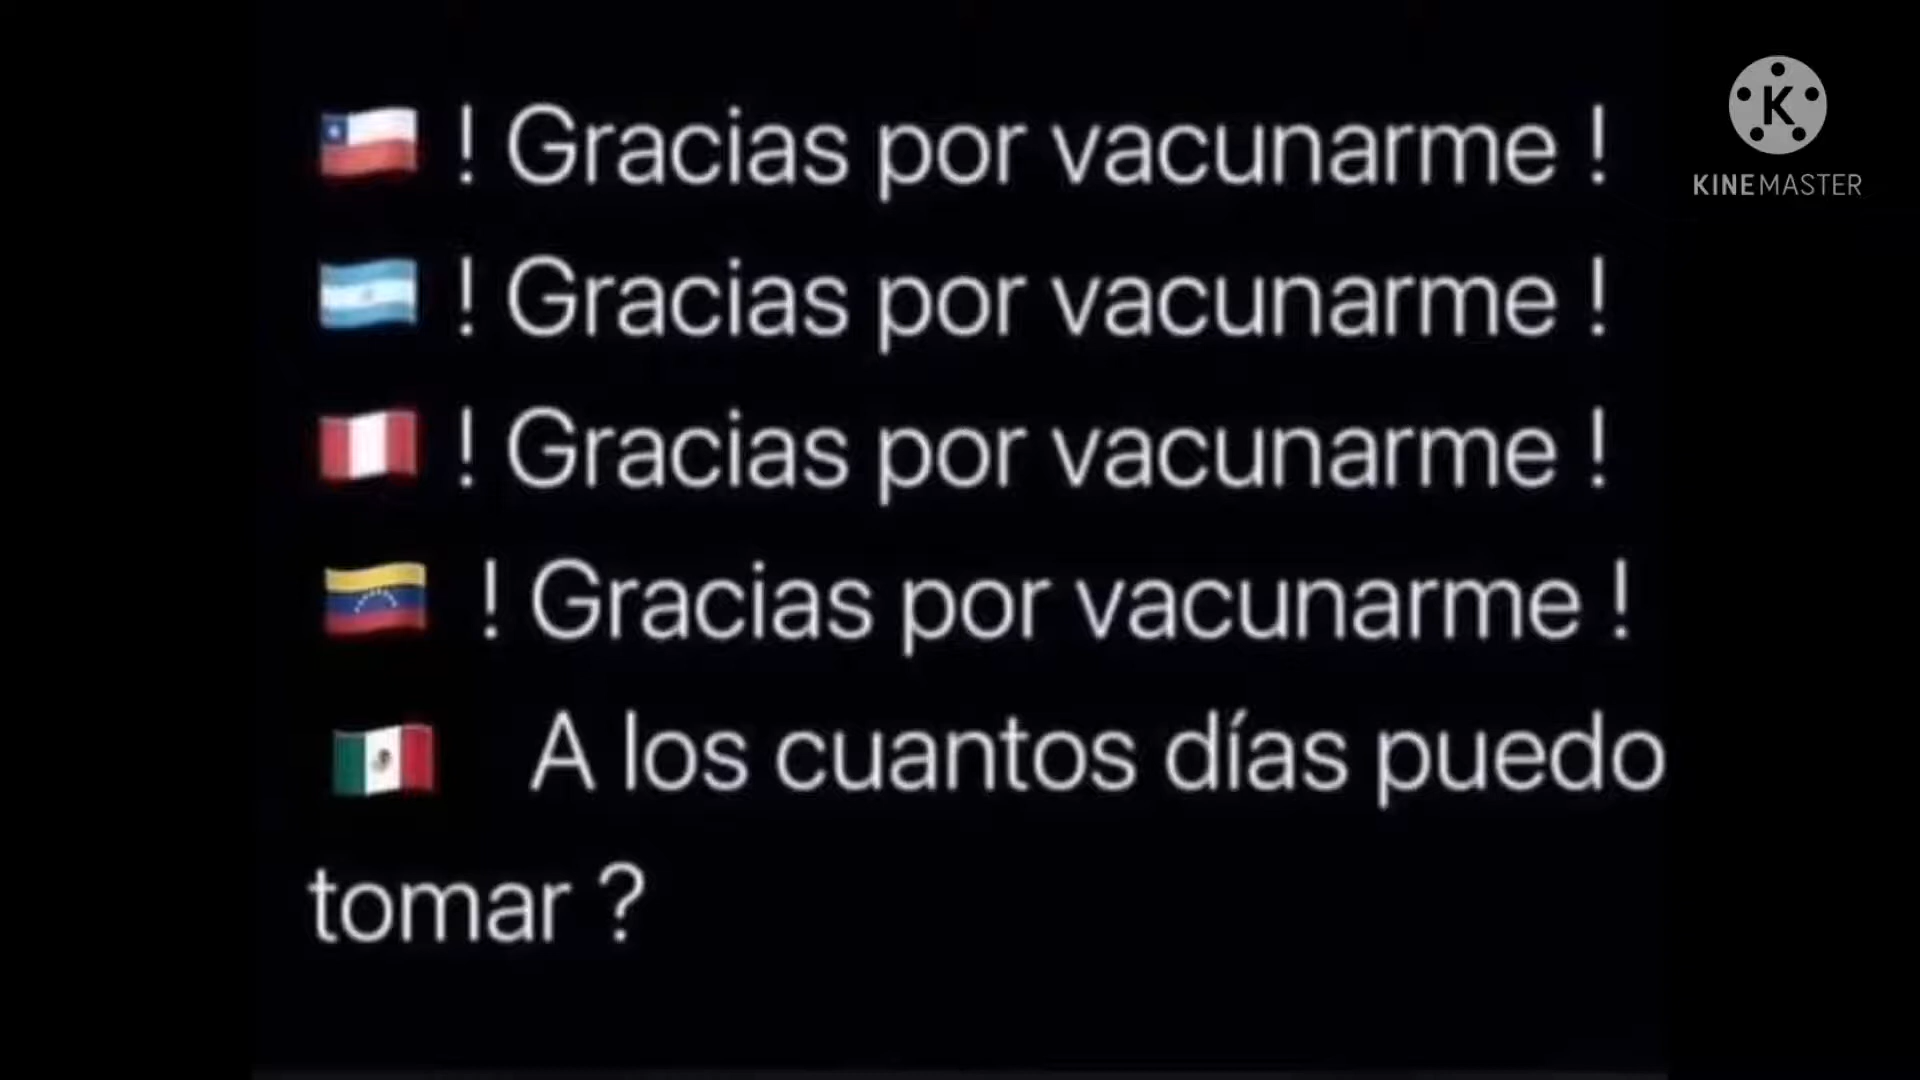 🇨🇱 ! Gracias por vacunarme !
🇦🇷 ! Gracias por vacunarme !
🇵🇪 ! Gracias por vacunarme !
🇻🇪 ! Gracias por vacunarme !
🇲🇽 A los cuantos días puedo
tomar ?
K
KINEMASTER